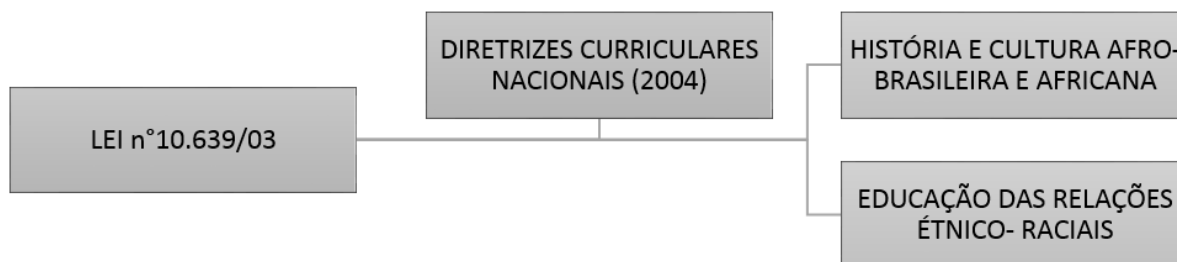 LEI n°10.639/03
DIRETRIZES CURRICULARES
NACIONAIS (2004)
HISTÓRIA E CULTURA AFRO-
BRASILEIRA E AFRICANA
EDUCAÇÃO DAS RELAÇÕES
ÉTNICO- RACIAIS